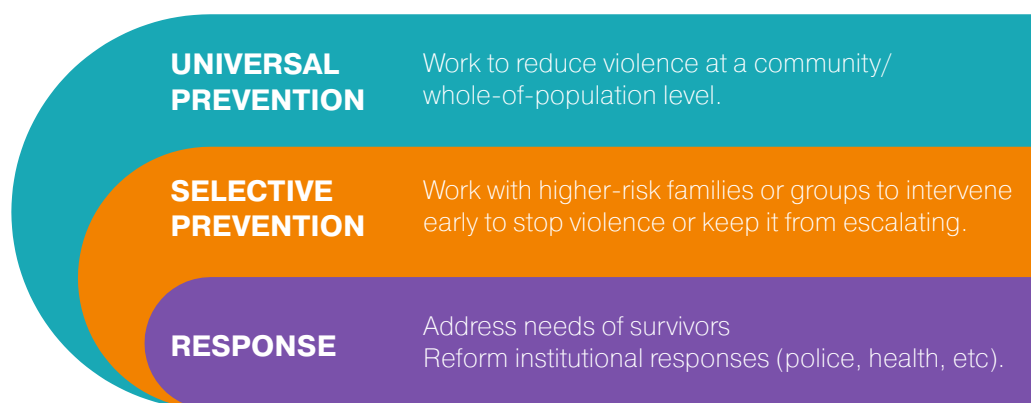 UNIVERSAL
PREVENTION
Work to reduce violence at a community/
whole-of-population level.
SELECTIVE
PREVENTION
Work with higher-risk families or groups to intervene
early to stop violence or keep it from escalating.
RESPONSE
Address needs of survivors
Reform institutional responses (police, health, etc).